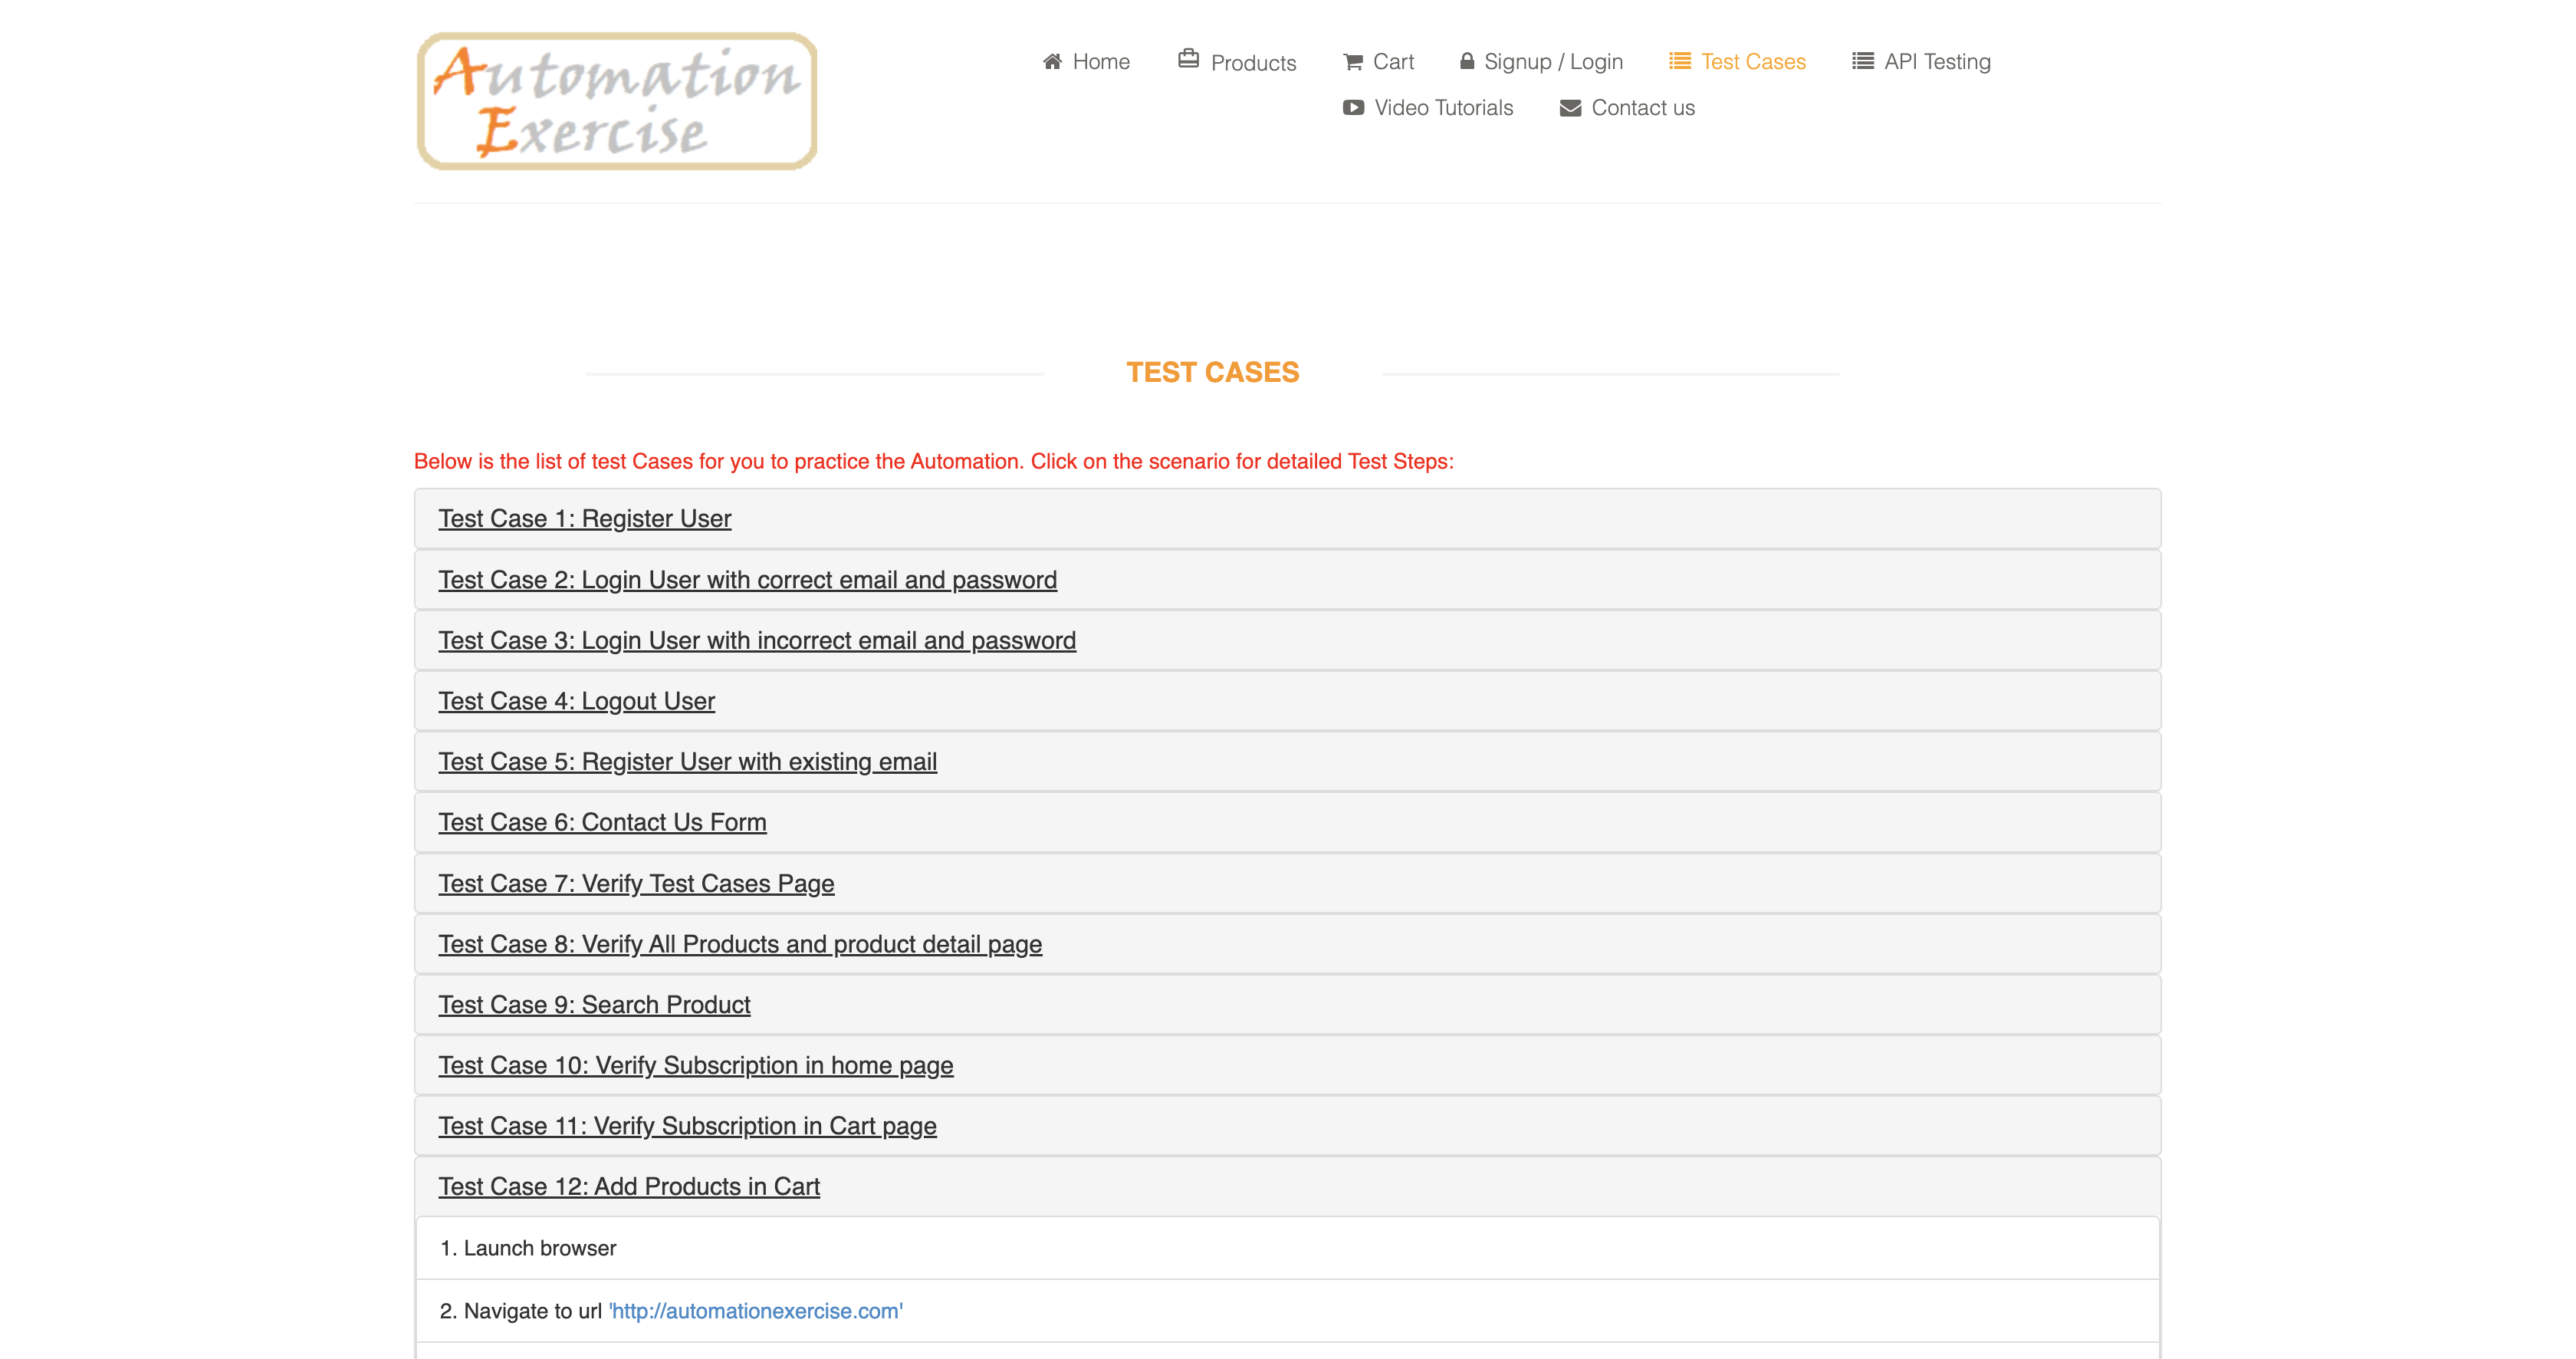 Automation
Exercise
Home Products Cart Signup / Login Test Cases API Testing
Video Tutorials Contact us
TEST CASES
Below is the list of test Cases for you to practice the Automation. Click on the scenario for detailed Test Steps:
Test Case 1: Register User
Test Case 2: Login User with correct email and password
Test Case 3: Login User with incorrect email and password
Test Case 4: Logout User
Test Case 5: Register User with existing email
Test Case 6: Contact Us Form
Test Case 7: Verify Test Cases Page
Test Case 8: Verify All Products and product detail page
Test Case 9: Search Product
Test Case 10: Verify Subscription in home page
Test Case 11: Verify Subscription in Cart page
Test Case 12: Add Products in Cart
1. Launch browser
2. Navigate to url 'http://automationexercise.com'